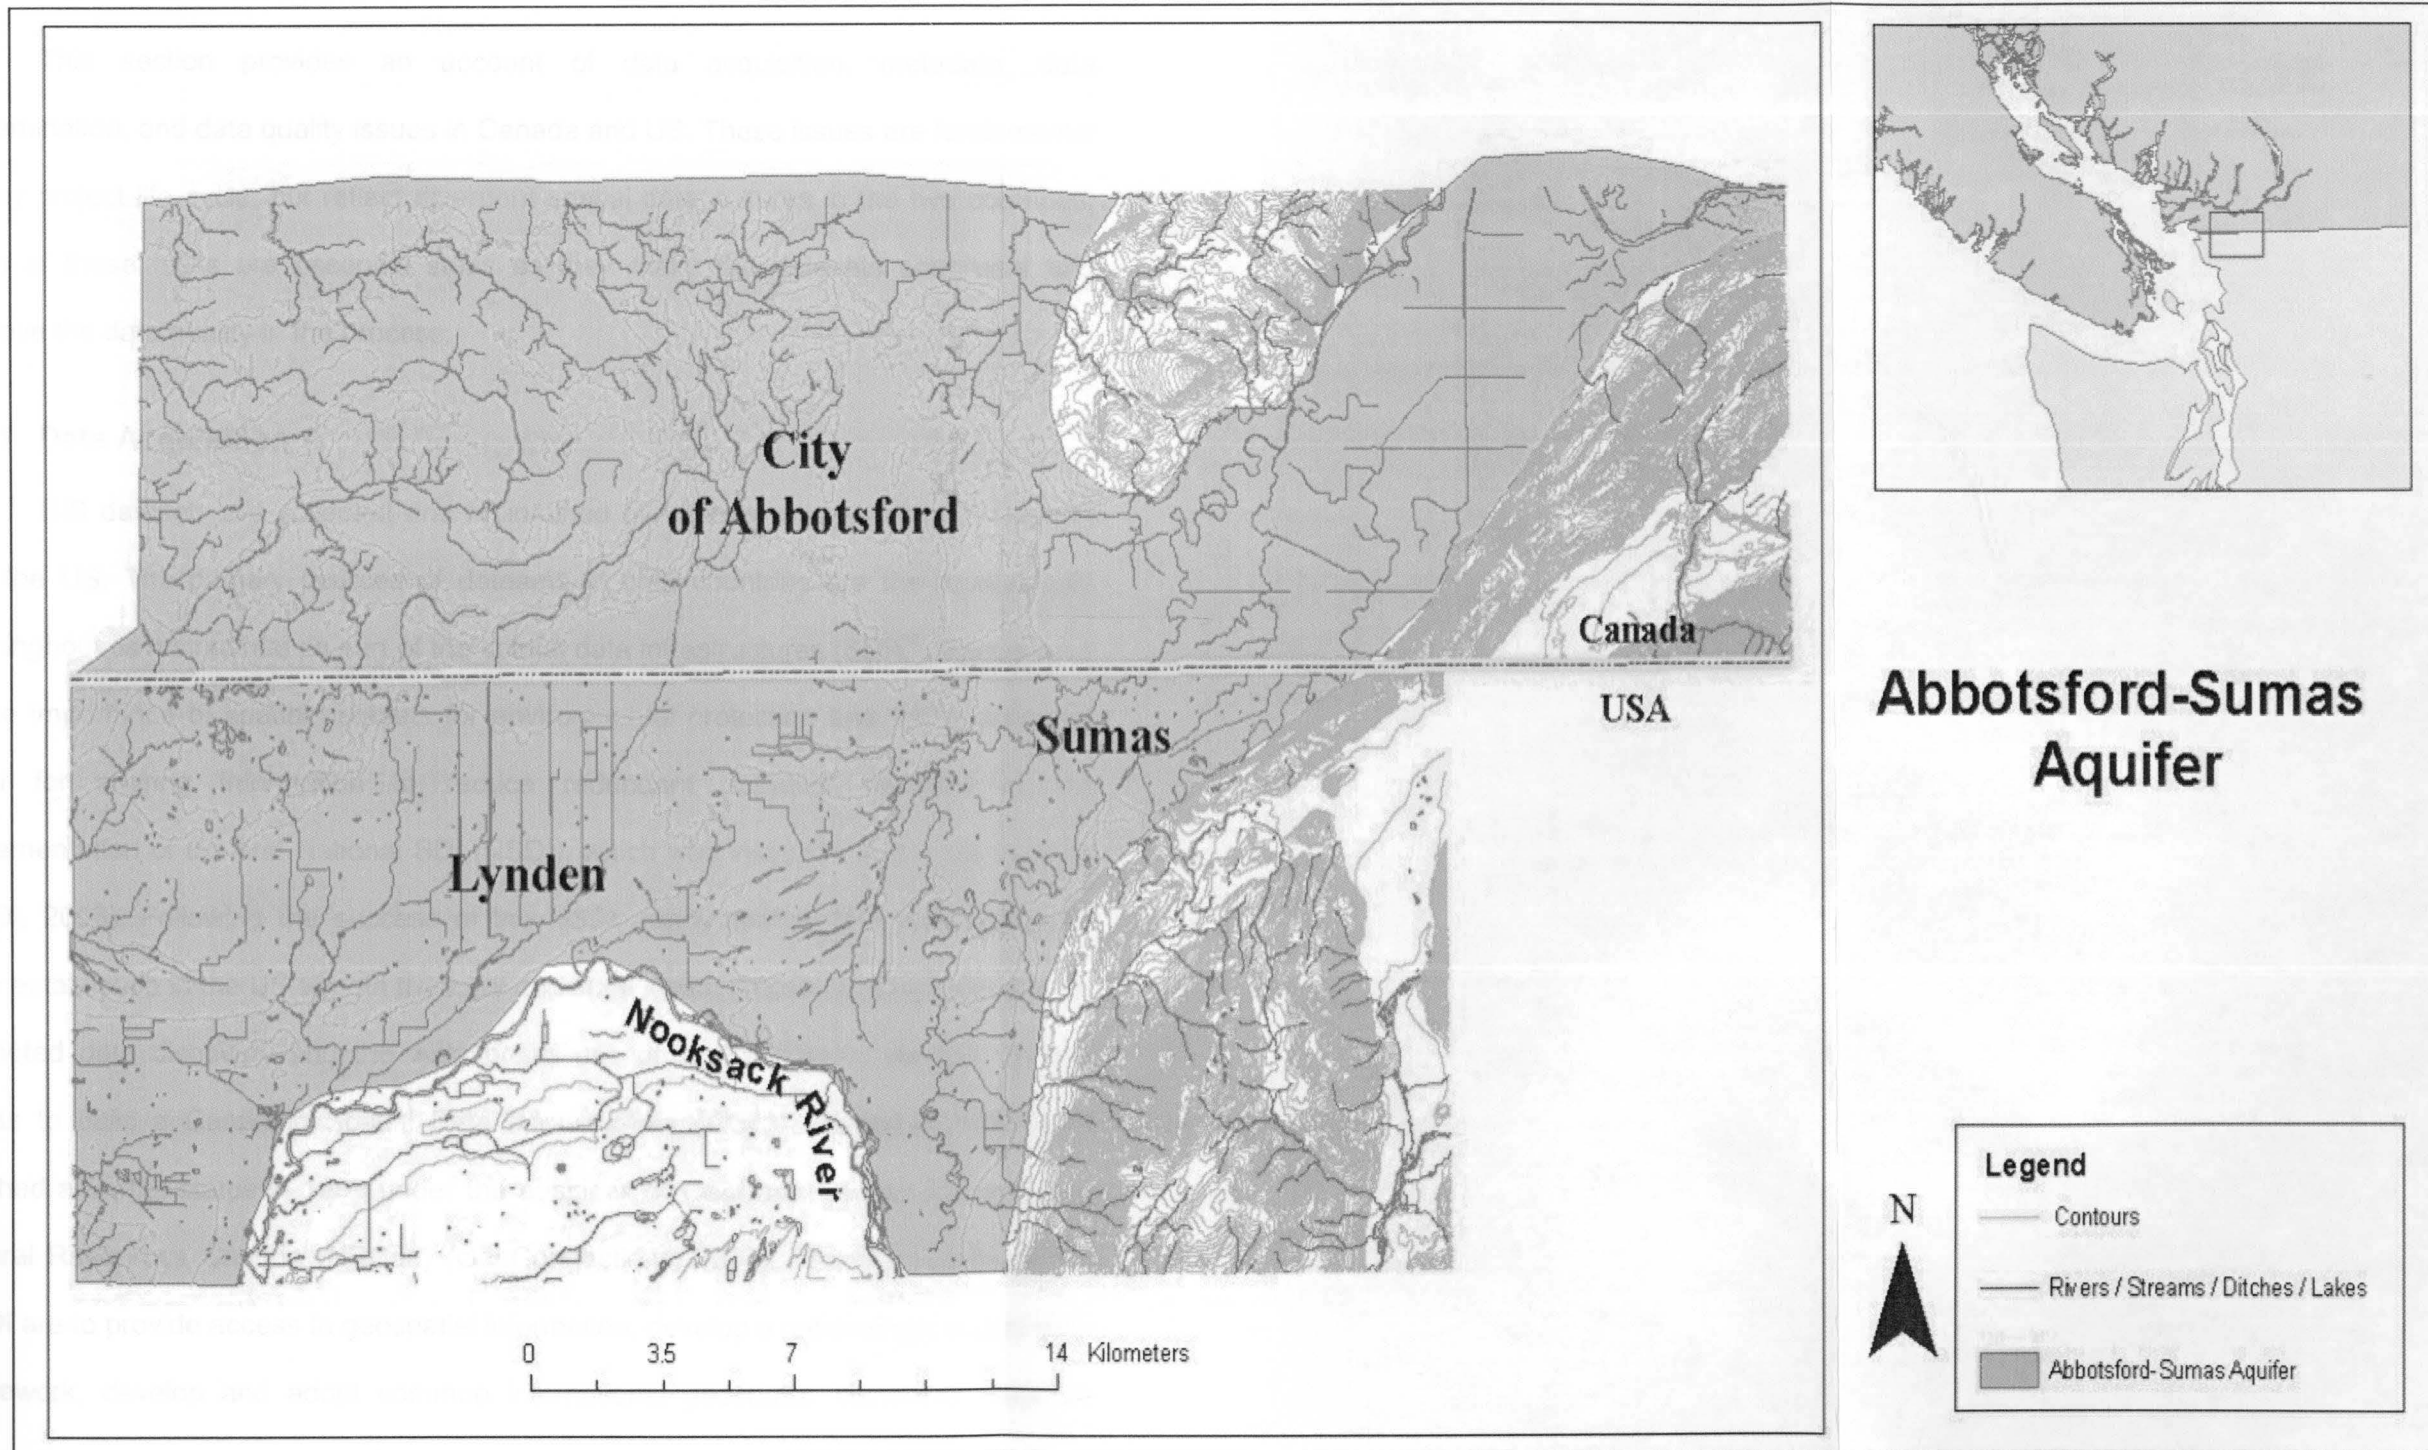 City
of Abbotsford
Canada
USA
Sumas
Lynden
Nooksack River
0 3.5 7 14 Kilometers
Abbotsford-Sumas
Aquifer
N
Legend
Contours
Rivers / Streams / Ditches / Lakes
Abbotsford-Sumas Aquifer